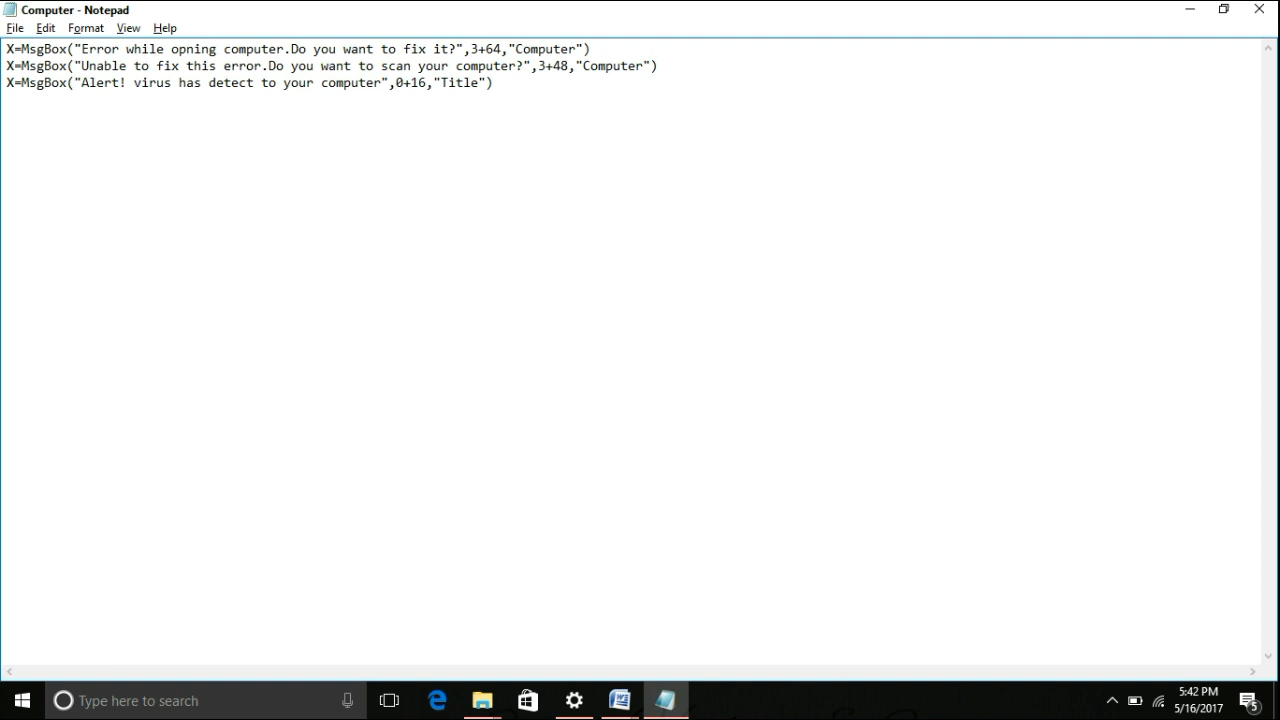 Computer - Notepad
File Edit Format View Help
X=MsgBox("Error while opning computer.Do you want to fix it?",3+64,"Computer")
X=MsgBox("Unable to fix this error.Do you want to scan your computer?",3+48,"Computer")
X=MsgBox("Alert! virus has detect to your computer",0+16,"Title")
Type here to search
5:42 PM
5/16/2017
5